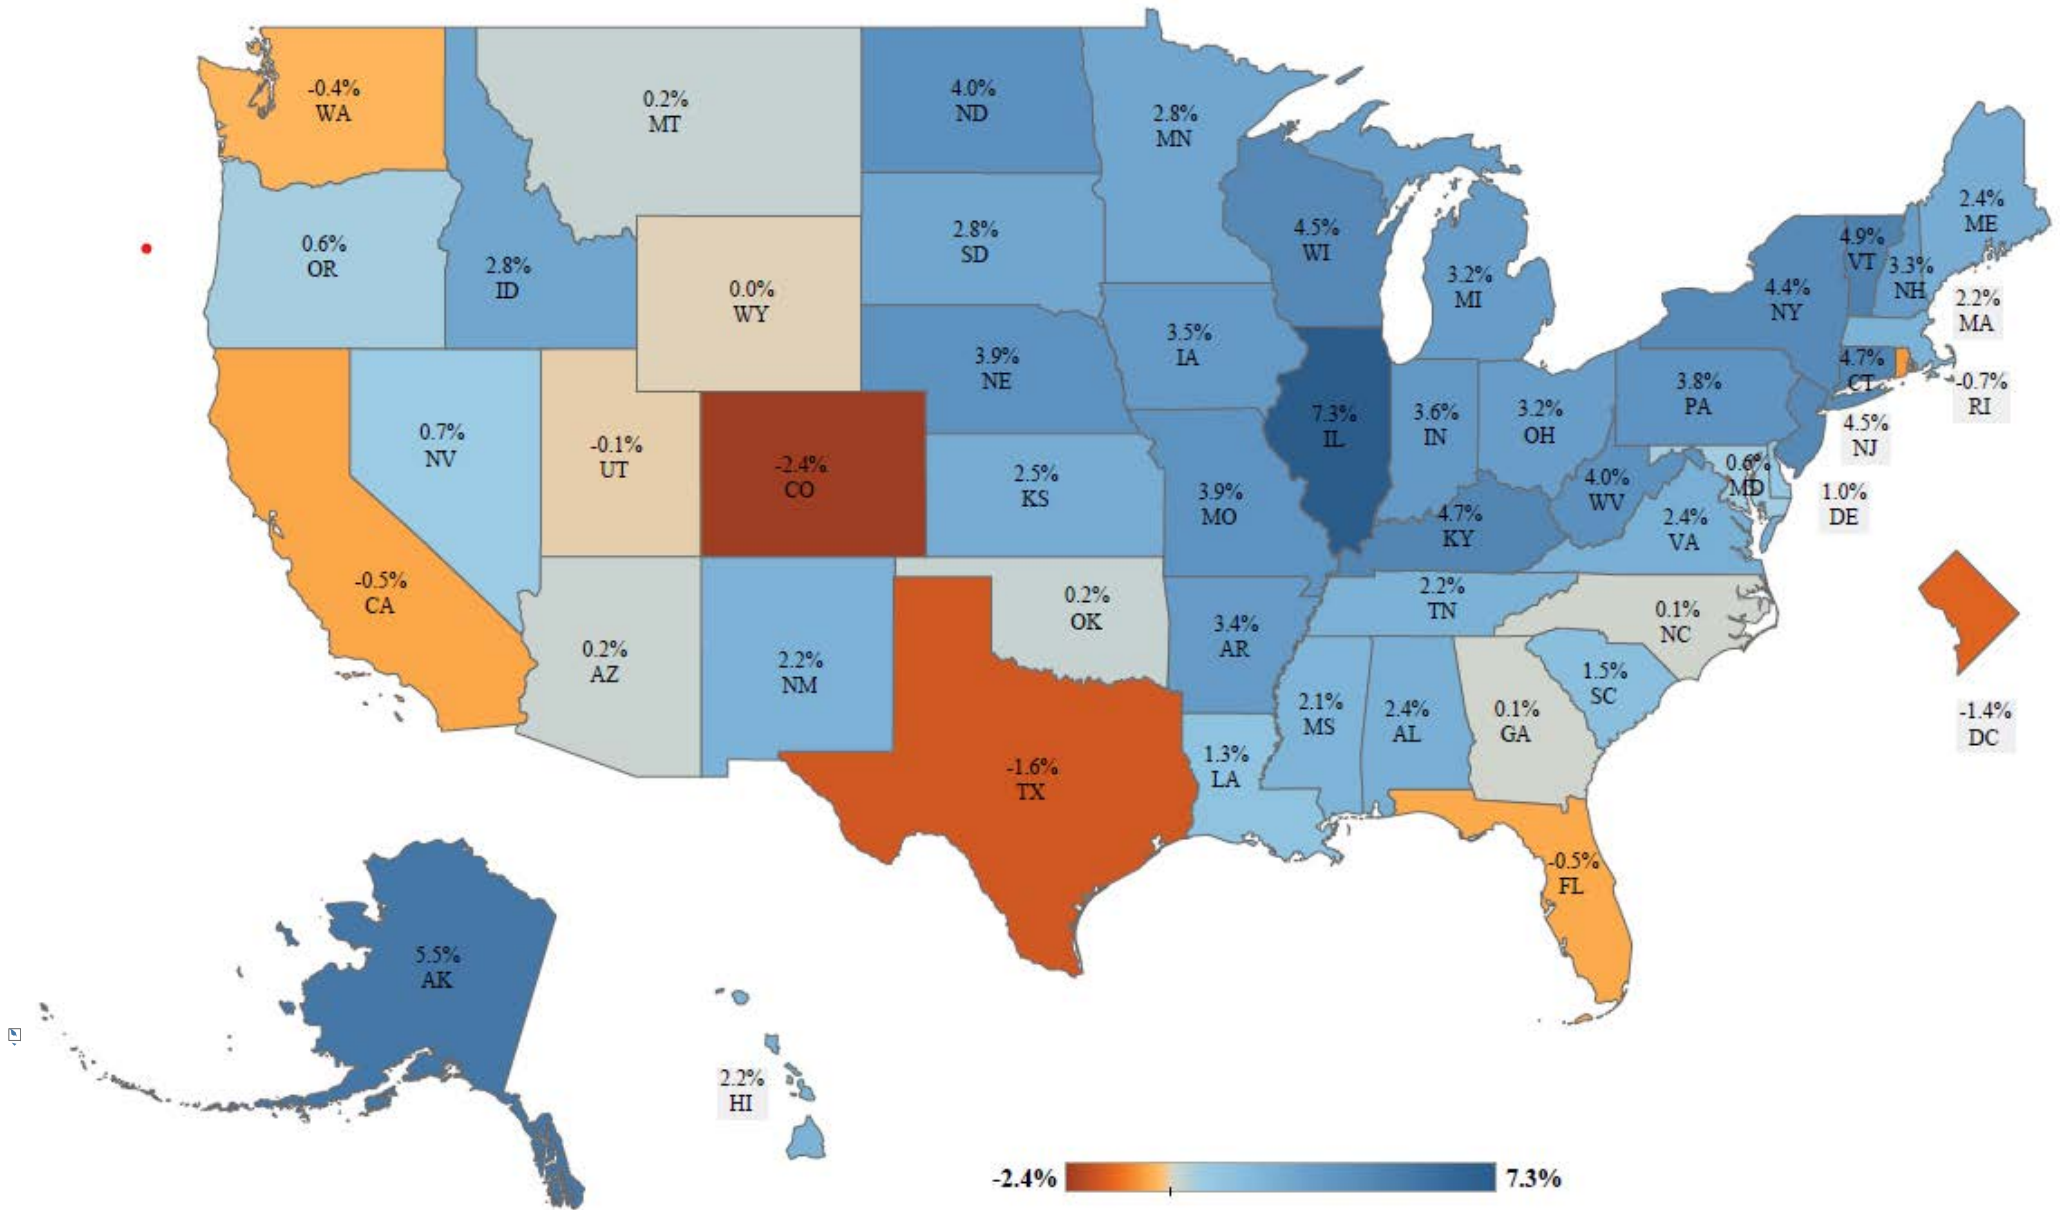 -0.4%
WA
0.2%
MT
4.0%
ND
2.8%
MN
0.6%
OR
2.8%
ID
0.0%
WY
2.8%
SD
4.5%
WI
3.2%
MI
4.9%
VT
3.3%
NH
2.4%
ME
2.2%
MA
4.4%
NY
4.7%
CT
-0.7%
RI
3.5%
IA
3.9%
NE
0.7%
NV
-0.1%
UT
-2.4%
CO
2.5%
KS
3.9%
MO
7.3%
IL
3.6%
IN
3.2%
OH
3.8%
PA
4.5%
NJ
4.0%
WV
0.6%
MD
1.0%
DE
4.7%
KY
2.4%
VA
-0.5%
CA
0.2%
AZ
2.2%
NM
0.2%
OK
3.4%
AR
2.2%
TN
0.1%
NC
1.5%
SC
-1.6%
TX
1.3%
LA
2.1%
MS
2.4%
AL
0.1%
GA
-0.5%
FL
-1.4%
DC
5.5%
AK
2.2%
HI
-2.4%
7.3%